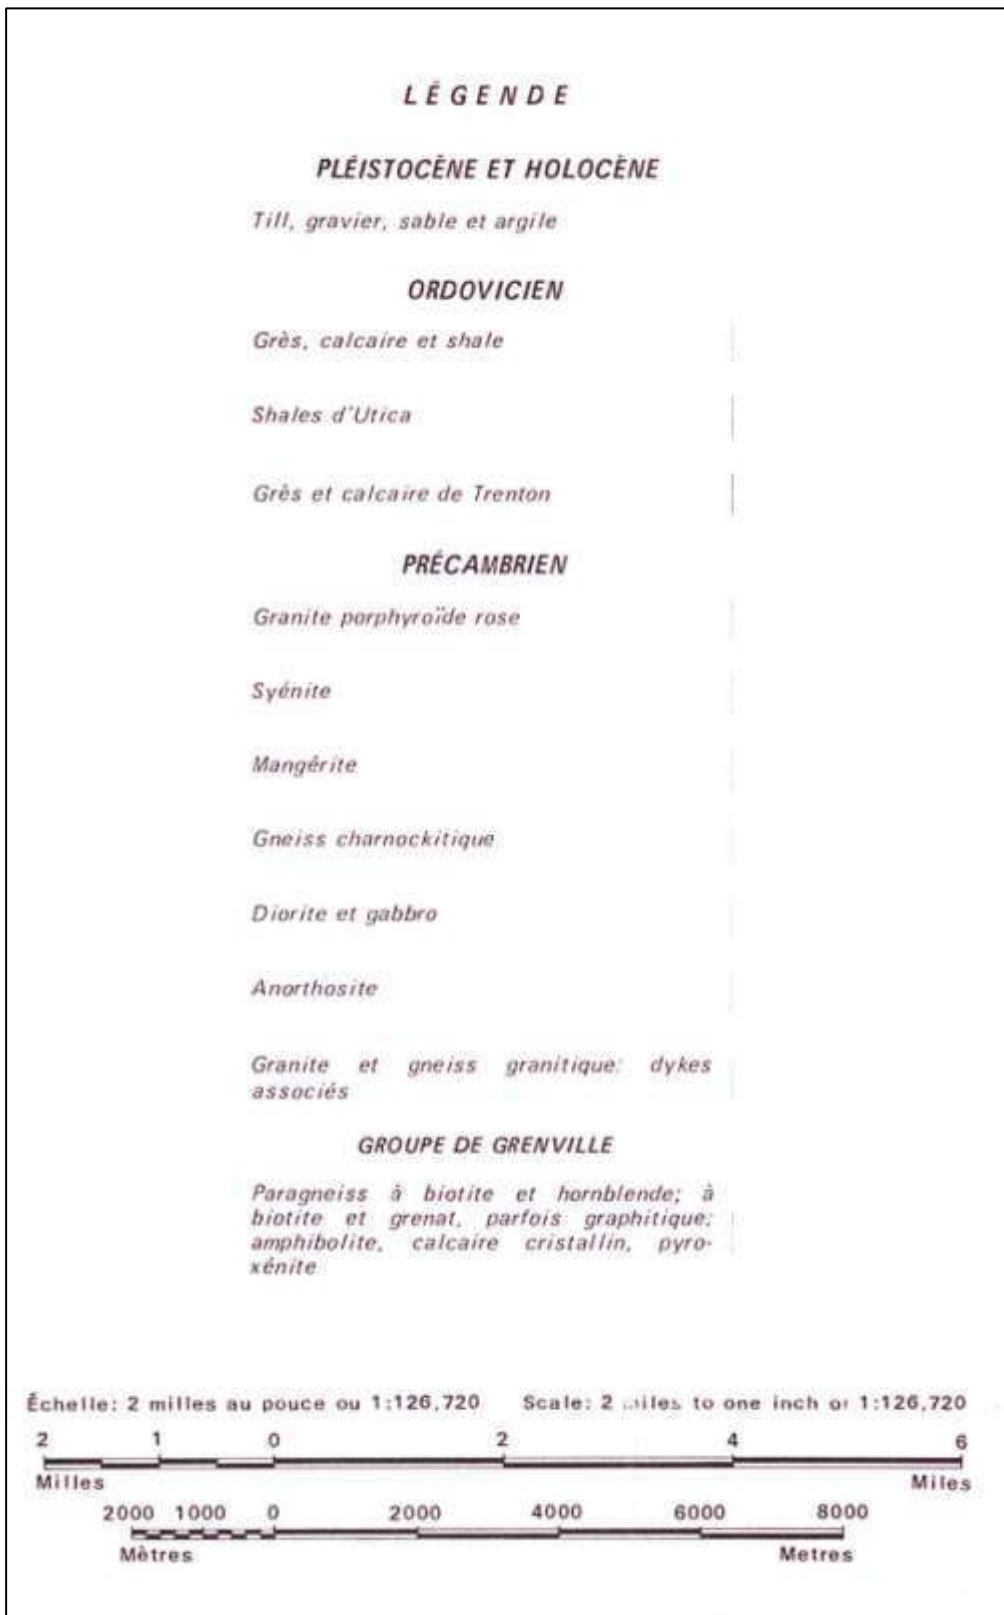 LÉGENDE
PLÉISTOCÈNE ET HOLOCÈNE
Till, gravier, sable et argile
ORDOVICIEN
Grès, calcaire et shale
Shales d'Utica
Grès et calcaire de Trenton
PRÉCAMBRIEN
Granite porphyroïde rose
Syénite
Mangérite
Gneiss charnockitique
Diorite et gabbro
Anorthosite
Granite et gneiss granitique: dykes
associés
GROUPE DE GRENVILLE
Paragneiss à biotite et hornblende; à
biotite et grenat, parfois graphitique;
amphibolite, calcaire cristallin, pyro-
xénite
Échelle: 2 milles au pouce ou 1:126,720 Scale: 2 miles to one inch or 1:126,720
2 1 0 2 4 6
Milles Miles
2000 1000 0 2000 4000 6000 8000
Mètres Metres